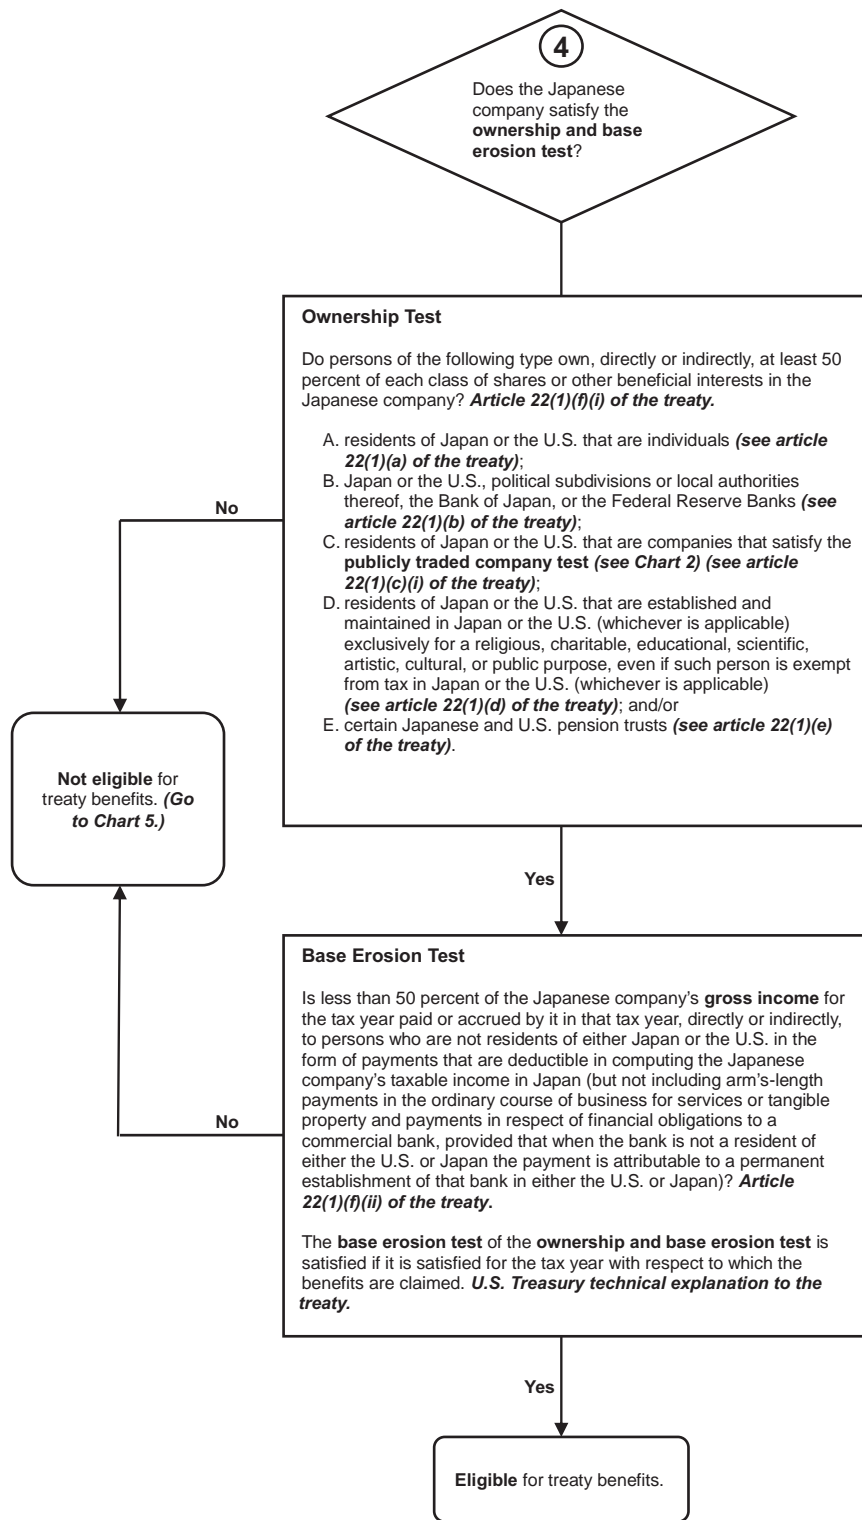 4
Does the Japanese
company satisfy the
ownership and base
erosion test?
Ownership Test
Do persons of the following type own, directly or indirectly, at least 50
percent of each class of shares or other beneficial interests in the
Japanese company? Article 22(1)(f)(i) of the treaty.
A. residents of Japan or the U.S. that are individuals (see article
22(1)(a) of the treaty);
B. Japan or the U.S., political subdivisions or local authorities
thereof, the Bank of Japan, or the Federal Reserve Banks (see
article 22(1)(b) of the treaty);
C. residents of Japan or the U.S. that are companies that satisfy the
publicly traded company test (see Chart 2) (see article
22(1)(c)(i) of the treaty);
D. residents of Japan or the U.S. that are established and
maintained in Japan or the U.S. (whichever is applicable)
exclusively for a religious, charitable, educational, scientific,
artistic, cultural, or public purpose, even if such person is exempt
from tax in Japan or the U.S. (whichever is applicable)
(see article 22(1)(d) of the treaty); and/or
E. certain Japanese and U.S. pension trusts (see article 22(1)(e)
of the treaty).
No
Not eligible for
treaty benefits. (Go
to Chart 5.)
Yes
Base Erosion Test
Is less than 50 percent of the Japanese company’s gross income for
the tax year paid or accrued by it in that tax year, directly or indirectly,
to persons who are not residents of either Japan or the U.S. in the
form of payments that are deductible in computing the Japanese
company’s taxable income in Japan (but not including arm’s-length
payments in the ordinary course of business for services or tangible
property and payments in respect of financial obligations to a
commercial bank, provided that when the bank is not a resident of
either the U.S. or Japan the payment is attributable to a permanent
establishment of that bank in either the U.S. or Japan)? Article
22(1)(f)(ii) of the treaty.
The base erosion test of the ownership and base erosion test is
satisfied if it is satisfied for the tax year with respect to which the
benefits are claimed. U.S. Treasury technical explanation to the
treaty.
No
Yes
Eligible for treaty benefits.